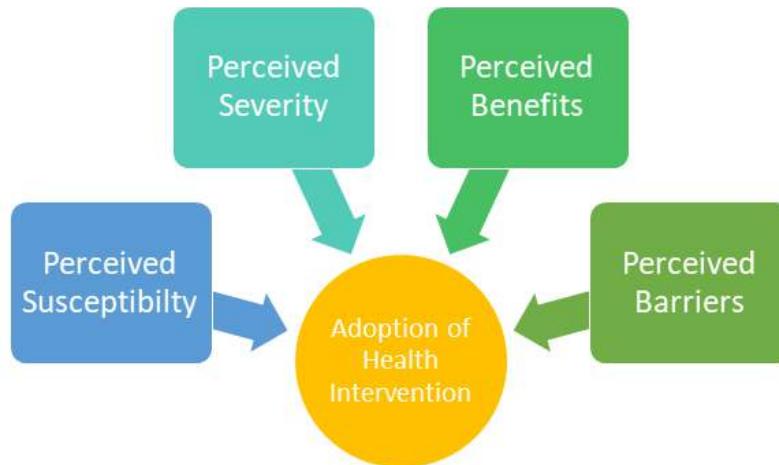 Perceived
Severity
Perceived
Benefits
Perceived
Susceptibilty
Perceived
Barriers
Adoption of
Health
Intervention